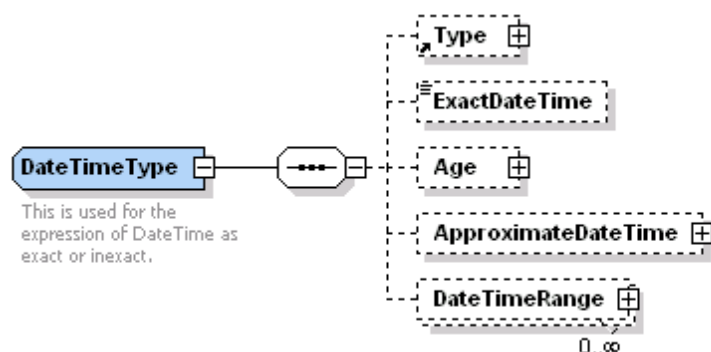 Type
ExactDateTime
DateTimeType
Age
This is used for the
expression of DateTime as
exact or inexact.
ApproximateDateTime
DateTimeRange
0..∞